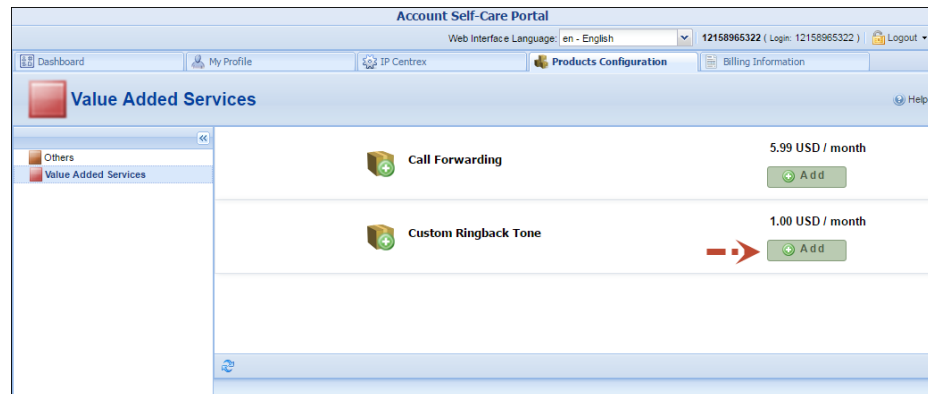 Account Self-Care Portal
Web Interface Language: en - English 12158965322 ( Login: 12158965322 ) Logout
Dashboard My Profile IP Centrex Products Configuration Billing Information
Value Added Services Help
Others
Value Added Services
Call Forwarding
5.99 USD / month
Add
Custom Ringback Tone
1.00 USD / month
Add